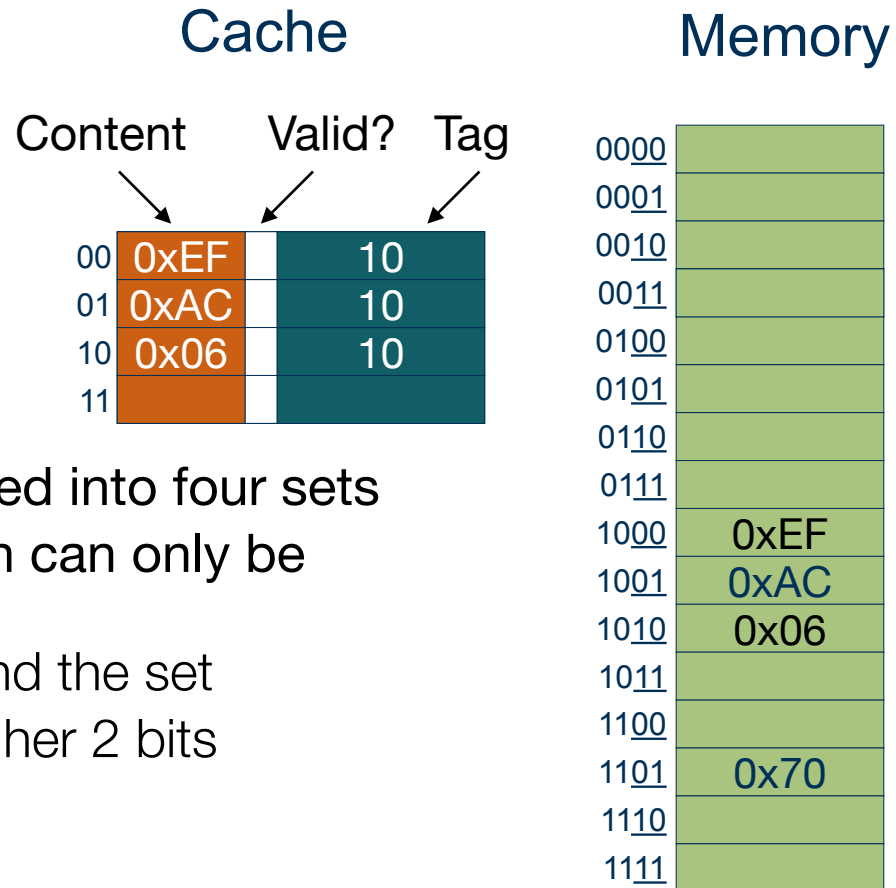 Cache
Memory
Content Valid? Tag
00 0xEF 10
01 0xAC 10
10 0x06 10
11
ed into four sets
n can only be
nd the set
her 2 bits
0000
0001
0010
0011
0100
0101
0110
0111
1000 0xEF
1001 0xAC
1010 0x06
1011
1100
1101 0x70
1110
1111